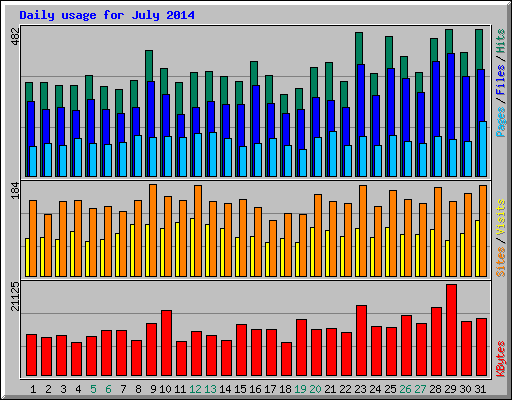 Daily usage for July 2014
482
Pages / Files / Hits
184
Sites / Visits
21125
KBytes
1 2 3 4 5 6 7 8 9 10 11 12 13 14 15 16 17 18 19 20 21 22 23 24 25 26 27 28 29 30 31